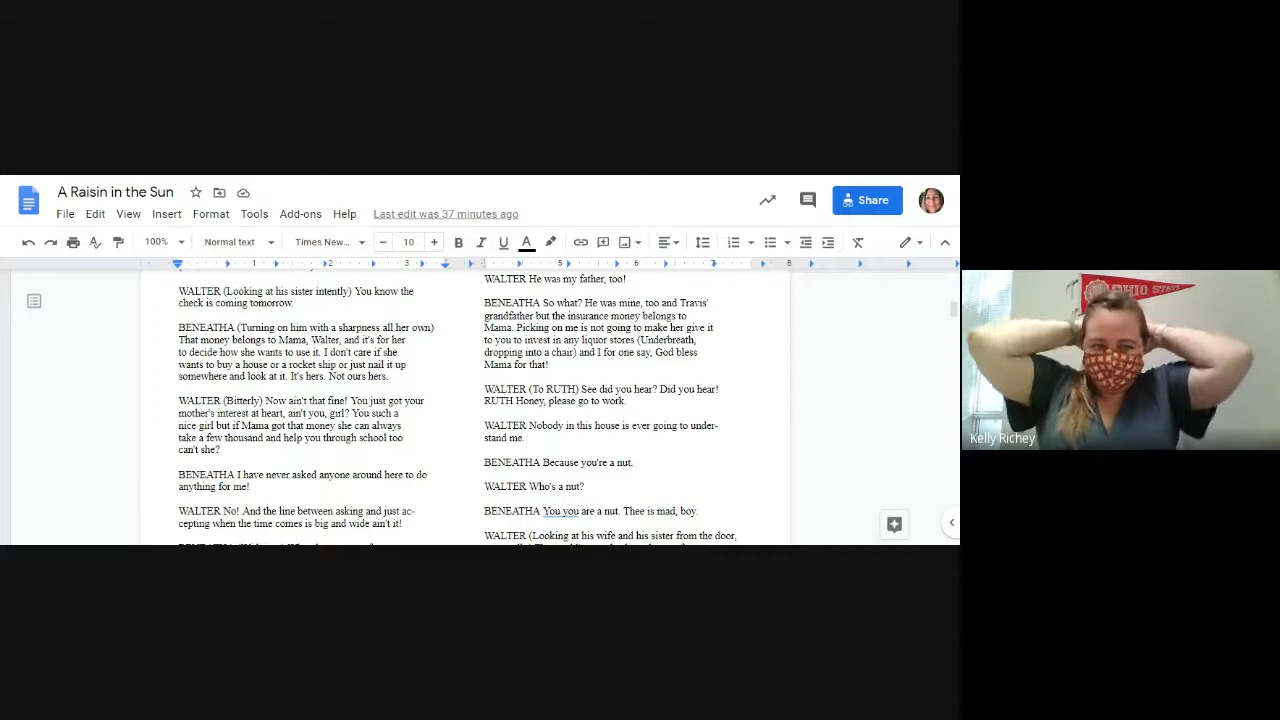 A Raisin in the Sun
File Edit View Insert Format Tools Add-ons Help Last edit was 37 minutes ago
Share
100% Normal text Times New... 10 B I U A
1 2 3 5 6 7 8
WALTER (Looking at his sister intently) You know the
check is coming tomorrow.
BENEATHA (Turning on him with a sharpness all her own)
That money belongs to Mama, Walter, and it's for her
to decide how she wants to use it. I don't care if she
wants to buy a house or a rocket ship or just nail it up
somewhere and look at it. It's hers. Not ours hers.
WALTER (Bitterly) Now ain't that fine! You just got your
mother's interest at heart, ain't you, girl? You such a
nice girl but if Mama got that money she can always
take a few thousand and help you through school too
can't she?
BENEATHA I have never asked anyone around here to do
anything for me!
WALTER No! And the line between asking and just ac-
cepting when the time comes is big and wide ain't it!
WALTER He was my father, too!
BENEATHA So what? He was mine, too and Travis'
grandfather but the insurance money belongs to
Mama. Picking on me is not going to make her give it
to you to invest in any liquor stores (Underbreath,
dropping into a chair) and I for one say, God bless
Mama for that!
WALTER (To RUTH) See did you hear? Did you hear!
RUTH Honey, please go to work.
WALTER Nobody in this house is ever going to under-
stand me.
BENEATHA Because you're a nut.
WALTER Who's a nut?
BENEATHA You you are a nut. Thee is mad, boy.
WALTER (Looking at his wife and his sister from the door,
OHIO STATE
Kelly Richey